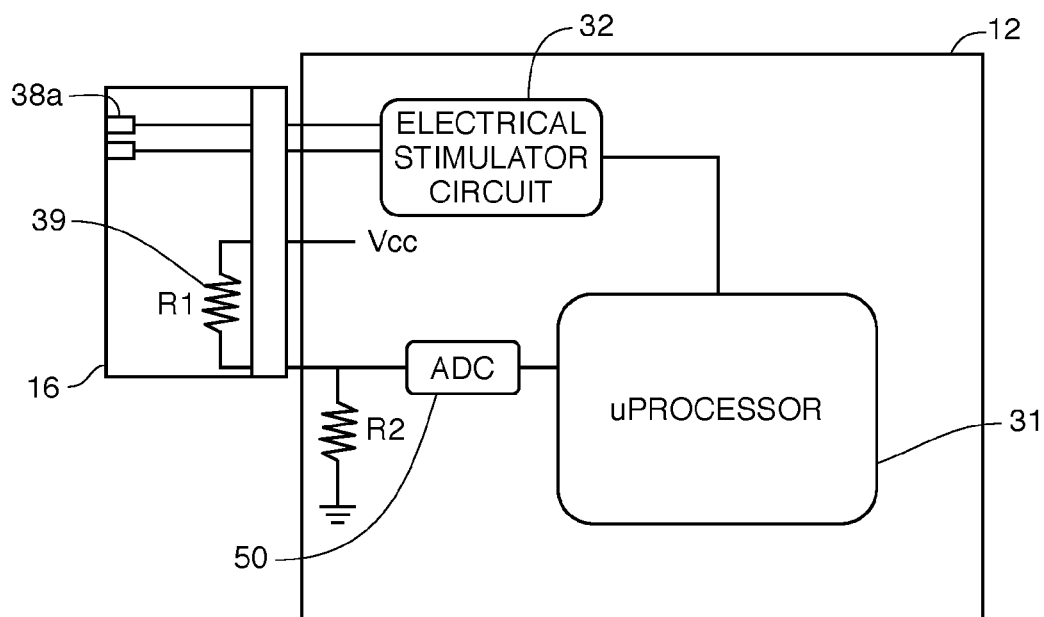 32
12
38a
ELECTRICAL
STIMULATOR
CIRCUIT
39
Vcc
R1
16
ADC
uPROCESSOR
R2
31
50